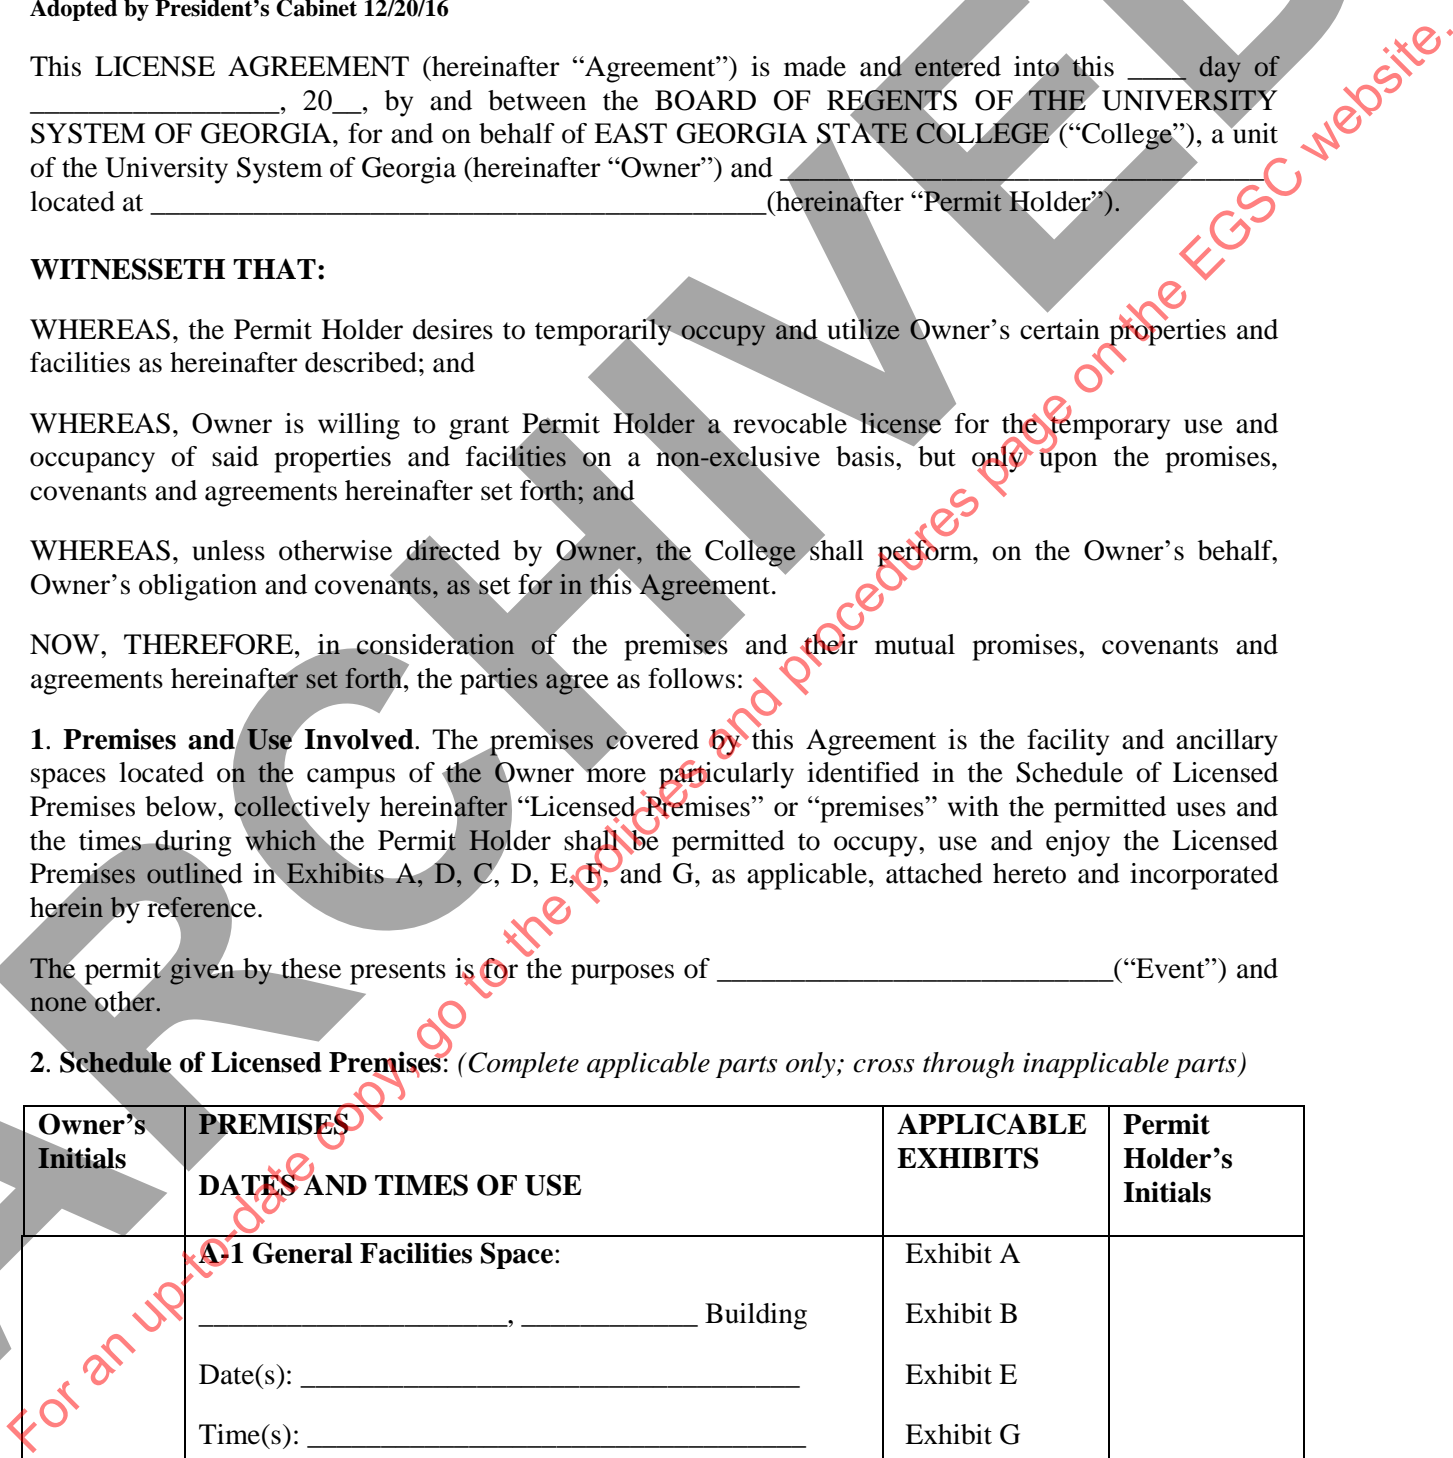 Adopted by President’s Cabinet 12/20/16
This LICENSE AGREEMENT (hereinafter “Agreement”) is made and entered into this ____ day of
_________________, 20__, by and between the BOARD OF REGENTS OF THE UNIVERSITY
SYSTEM OF GEORGIA, for and on behalf of EAST GEORGIA STATE COLLEGE (“College”), a unit
of the University System of Georgia (hereinafter “Owner”) and _________________________________
located at __________________________________________(hereinafter “Permit Holder”).
WITNESSETH THAT:
WHEREAS, the Permit Holder desires to temporarily occupy and utilize Owner’s certain properties and
facilities as hereinafter described; and
WHEREAS, Owner is willing to grant Permit Holder a revocable license for the temporary use and
occupancy of said properties and facilities on a non-exclusive basis, but only upon the promises,
covenants and agreements hereinafter set forth; and
WHEREAS, unless otherwise directed by Owner, the College shall perform, on the Owner’s behalf,
Owner’s obligation and covenants, as set for in this Agreement.
NOW, THEREFORE, in consideration of the premises and their mutual promises, covenants and
agreements hereinafter set forth, the parties agree as follows:
1. Premises and Use Involved. The premises covered by this Agreement is the facility and ancillary
spaces located on the campus of the Owner more particularly identified in the Schedule of Licensed
Premises below, collectively hereinafter “Licensed Premises” or “premises” with the permitted uses and
the times during which the Permit Holder shall be permitted to occupy, use and enjoy the Licensed
Premises outlined in Exhibits A, D, C, D, E, F, and G, as applicable, attached hereto and incorporated
herein by reference.
The permit given by these presents is for the purposes of ___________________________(“Event”) and
none other.
2. Schedule of Licensed Premises: (Complete applicable parts only; cross through inapplicable parts)
Owner’s
Initials
PREMISES
DATES AND TIMES OF USE
APPLICABLE
EXHIBITS
Permit
Holder’s
Initials
A-1 General Facilities Space:
_____________________, ____________ Building
Date(s): __________________________________
Time(s): __________________________________
Exhibit A
Exhibit B
Exhibit E
Exhibit G
ARCHIVED
For an up-to-date copy, go to the policies and procedures page on the EGSC website.